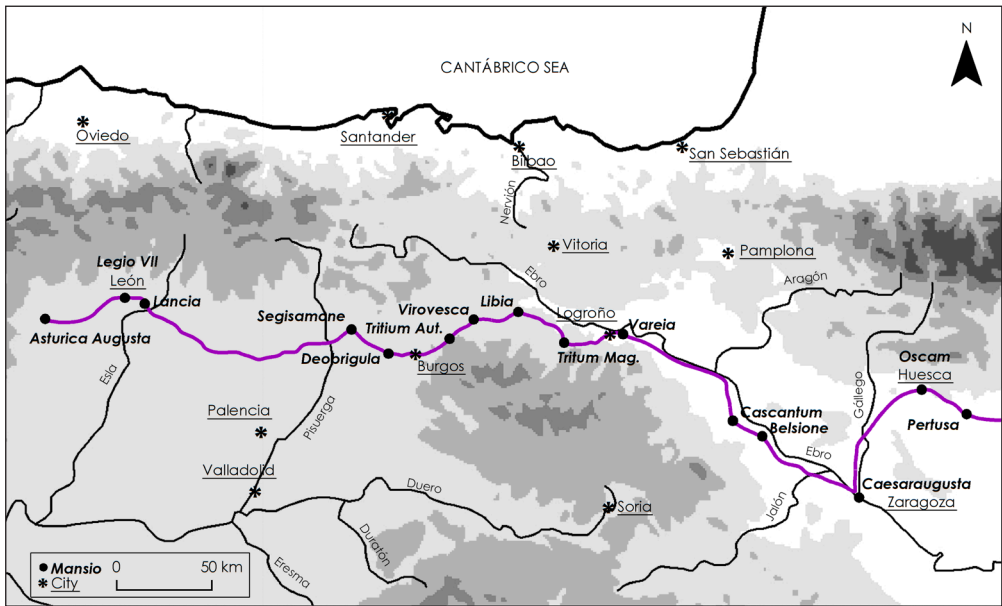 N
CANTÁBRICO SEA
Oviedo
Santander
Bilbao
San Sebastián
Nervión
Vitoria
Pamplona
Legio VII
León
Lancia
Asturica Augusta
Esla
Segisamone
Pisuerga
Deobrigula
Tritium Aut.
Burgos
Virovesca
Libia
Ebro
Logroño
Vareia
Tritum Mag.
Aragón
Gállego
Oscam
Huesca
Pertusa
Cascantum
Belsione
Ebro
Caesaraugusta
Zaragoza
Jalón
Palencia
Valladolid
Duero
Soria
Duratón
Eresma
Mansio
City
0 50 km